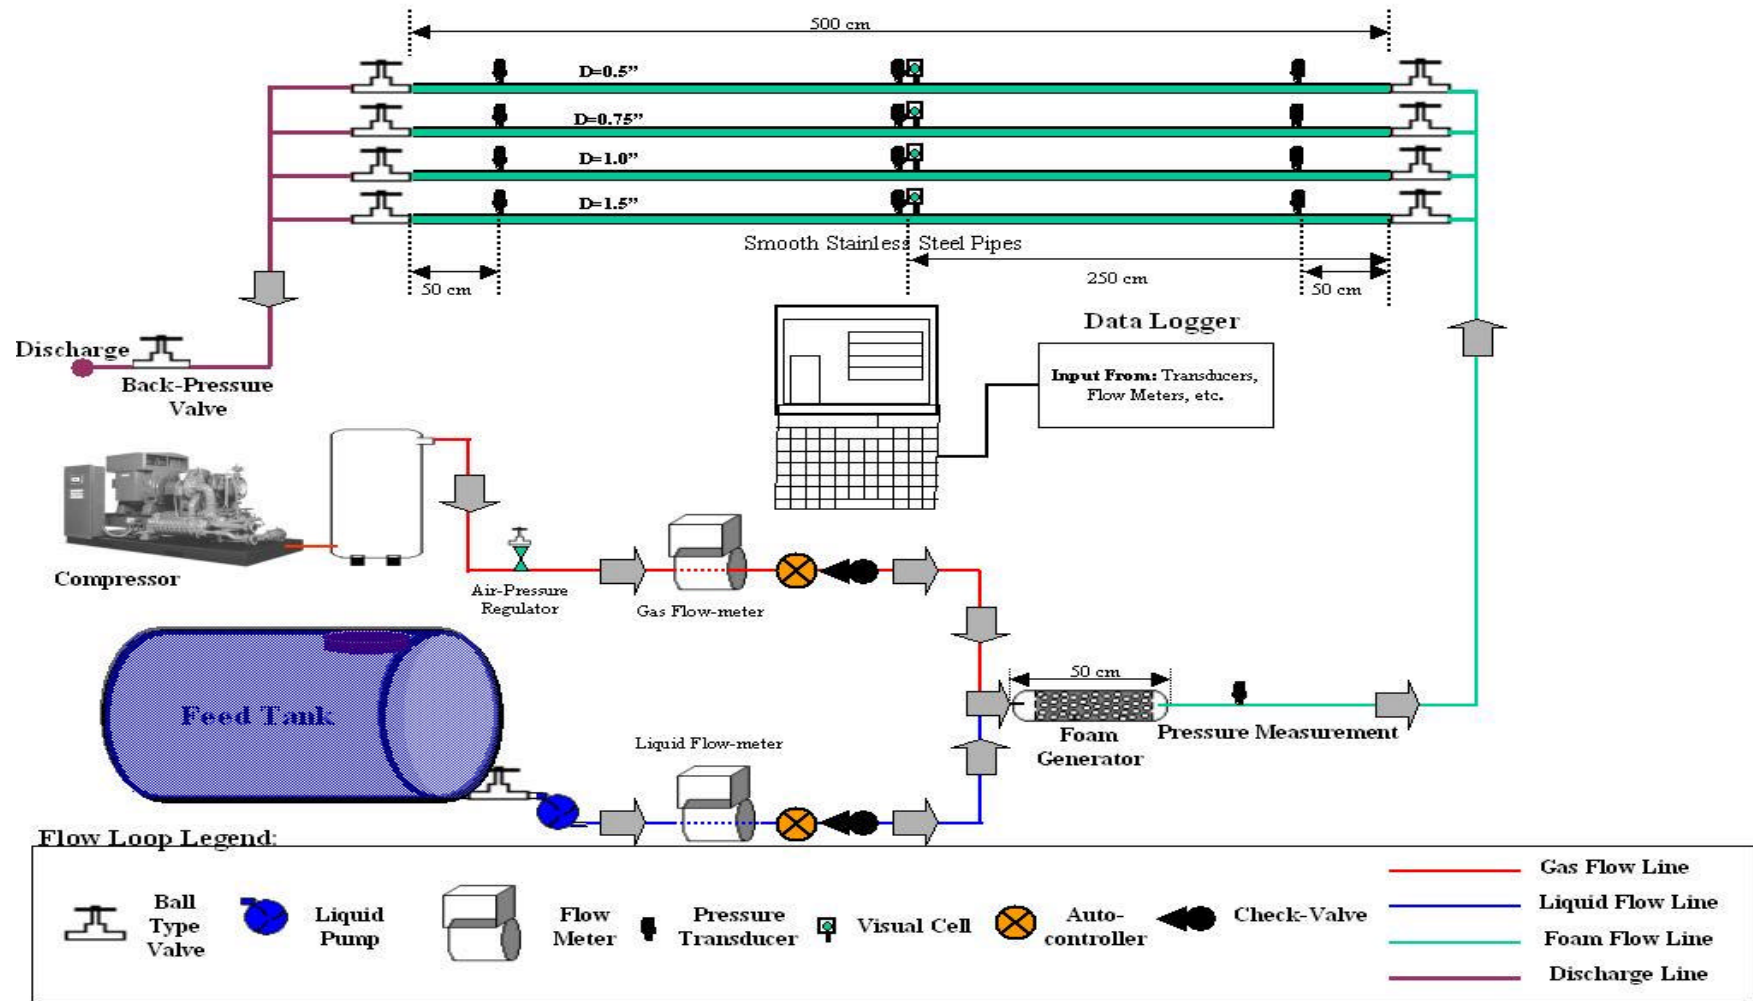 500 cm
D=0.5”
D=0.75”
D=1.0”
D=1.5”
Smooth Stainless Steel Pipes
50 cm
250 cm
50 cm
Data Logger
Input From: Transducers,
Flow Meters, etc.
Discharge
Back-Pressure
Valve
Compressor
Air-Pressure
Regulator
Gas Flow-meter
Feed Tank
Liquid Flow-meter
50 cm
Foam
Generator
Pressure Measurement
Flow Loop Legend:
Ball
Type
Valve
Liquid
Pump
Flow
Meter
Pressure
Transducer
Visual Cell
Auto-
controller
Check-Valve
Gas Flow Line
Liquid Flow Line
Foam Flow Line
Discharge Line